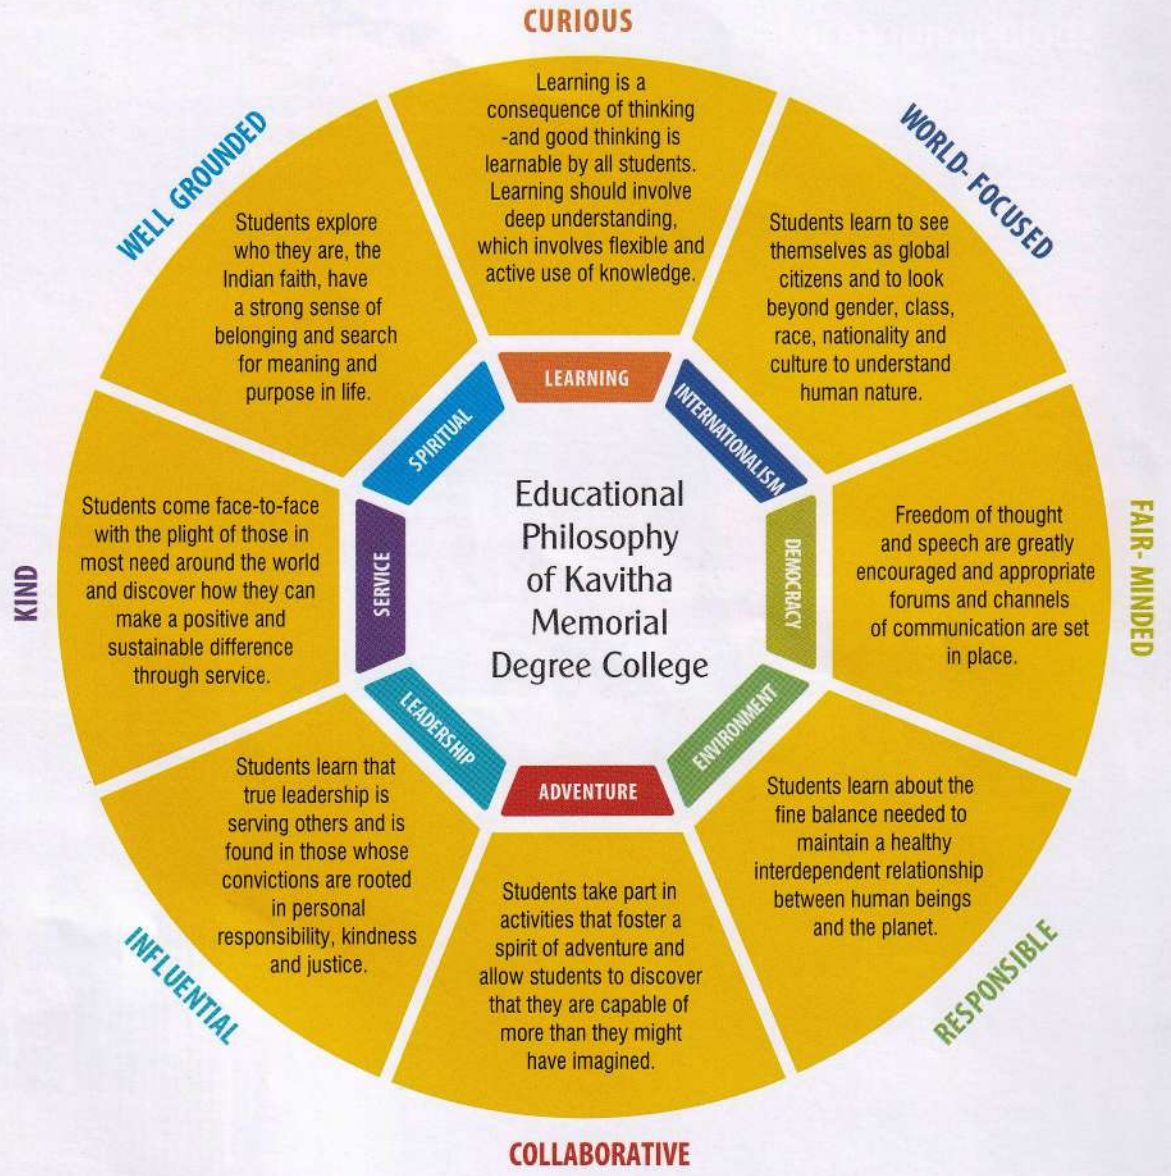 CURIOUS
Learning is a
consequence of thinking
-and good thinking is
learnable by all students.
Learning should involve
deep understanding,
which involves flexible and
active use of knowledge.
LEARNING
WORLD- FOCUSED
Students learn to see
themselves as global
citizens and to look
beyond gender, class,
race, nationality and
culture to understand
human nature.
INTERNATIONALISM
FAIR- MINDED
Freedom of thought
and speech are greatly
encouraged and appropriate
forums and channels
of communication are set
in place.
DEMOCRACY
RESPONSIBLE
Students learn about the
fine balance needed to
maintain a healthy
interdependent relationship
between human beings
and the planet.
ENVIRONMENT
COLLABORATIVE
Students take part in
activities that foster a
spirit of adventure and
allow students to discover
that they are capable of
more than they might
have imagined.
ADVENTURE
INFLUENTIAL
Students learn that
true leadership is
serving others and is
found in those whose
convictions are rooted
in personal
responsibility, kindness
and justice.
LEADERSHIP
KIND
Students come face-to-face
with the plight of those in
most need around the world
and discover how they can
make a positive and
sustainable difference
through service.
SERVICE
WELL GROUNDED
Students explore
who they are, the
Indian faith, have
a strong sense of
belonging and search
for meaning and
purpose in life.
SPIRITUAL
Educational
Philosophy
of Kavitha
Memorial
Degree College